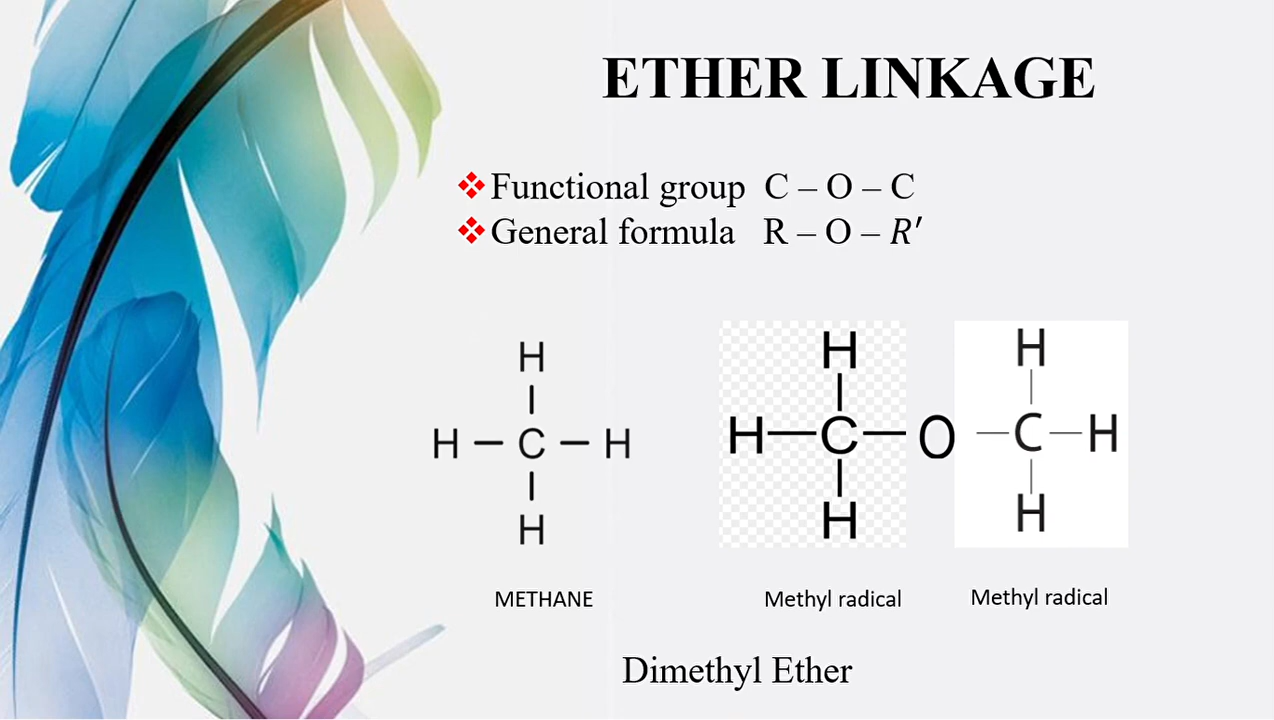 ETHER LINKAGE
❖ Functional group C – O – C
❖ General formula R – O – R′
H
H – C – H
H
H
H — C — O — C — H
H
METHANE
Methyl radical
Methyl radical
Dimethyl Ether